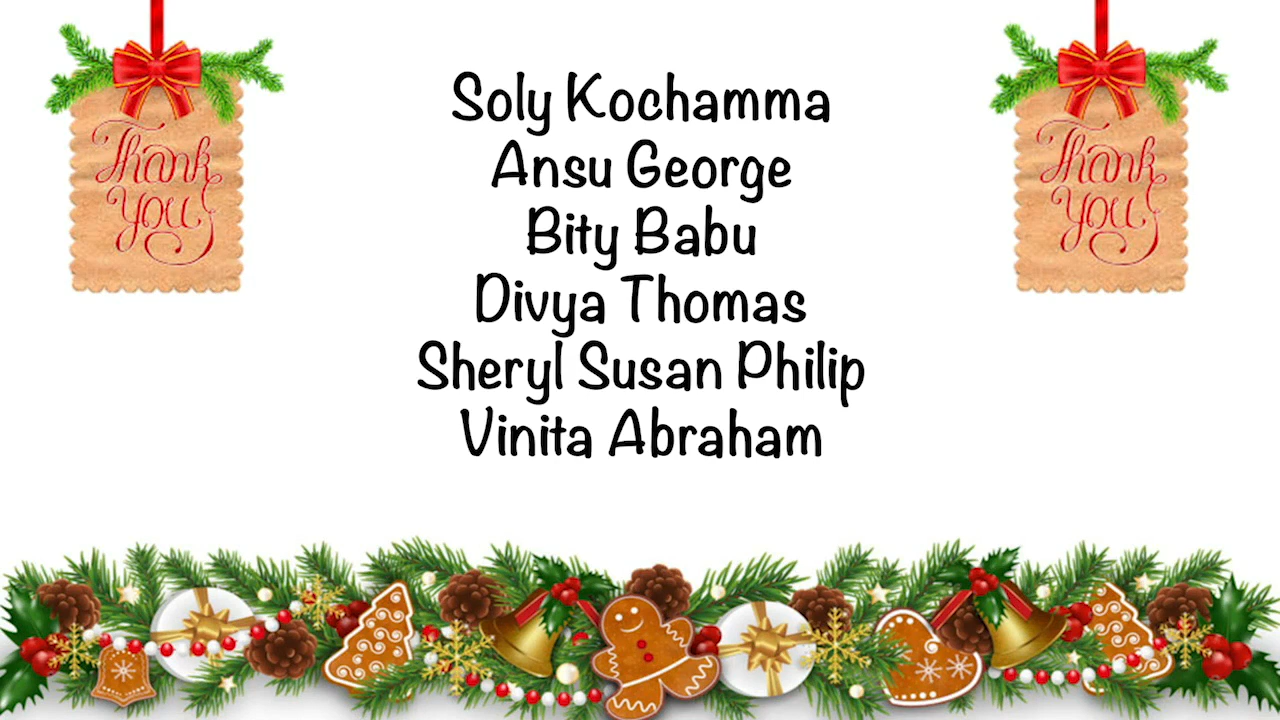 Thank
you
Soly Kochamma
Ansu George
Bity Babu
Divya Thomas
Sheryl Susan Philip
Vinita Abraham
Thank
you